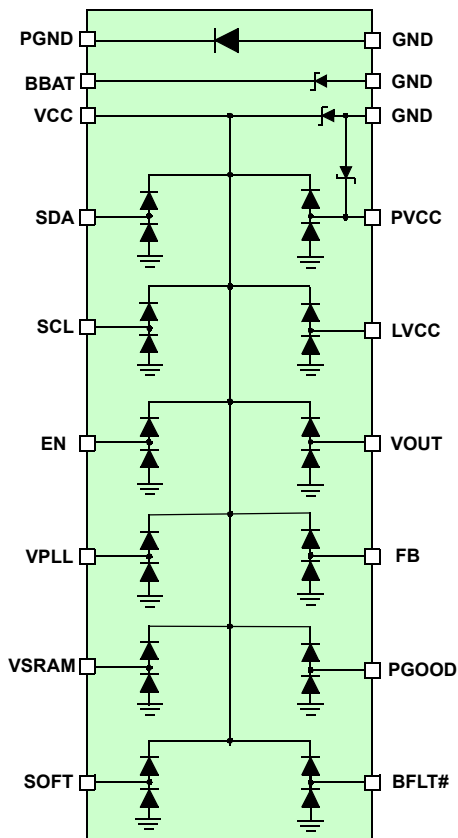 PGND GND
BBAT GND
VCC GND
SDA PVCC
SCL LVCC
EN VOUT
VPLL FB
VSRAM PGOOD
SOFT BFLT#